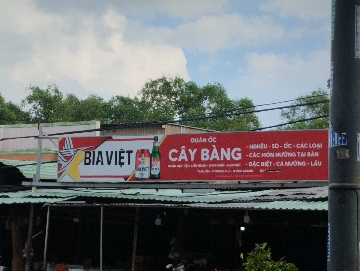 BIA VIỆT
QUÁN ỐC
CÂY BÀNG
- NGHÊU - SÒ - ỐC - CÁC LOẠI
- CÁC MÓN NƯỚNG TẠI BÀN
- ĐẶC BIỆT : CÁ NƯỚNG - LẨU